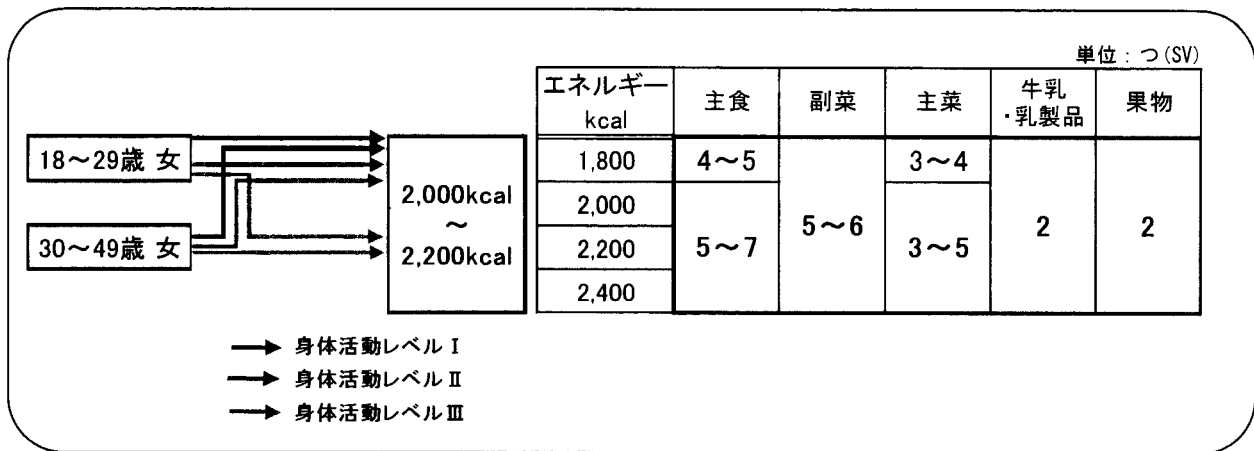 単位：つ(SV)
エネルギー
kcal
主食
副菜
主菜
牛乳
・乳製品
果物
18～29歳 女
30～49歳 女
2,000kcal
～
2,200kcal
1,800
2,000
2,200
2,400
4～5
5～7
5～6
3～4
3～5
2
2
身体活動レベルⅠ
身体活動レベルⅡ
身体活動レベルⅢ